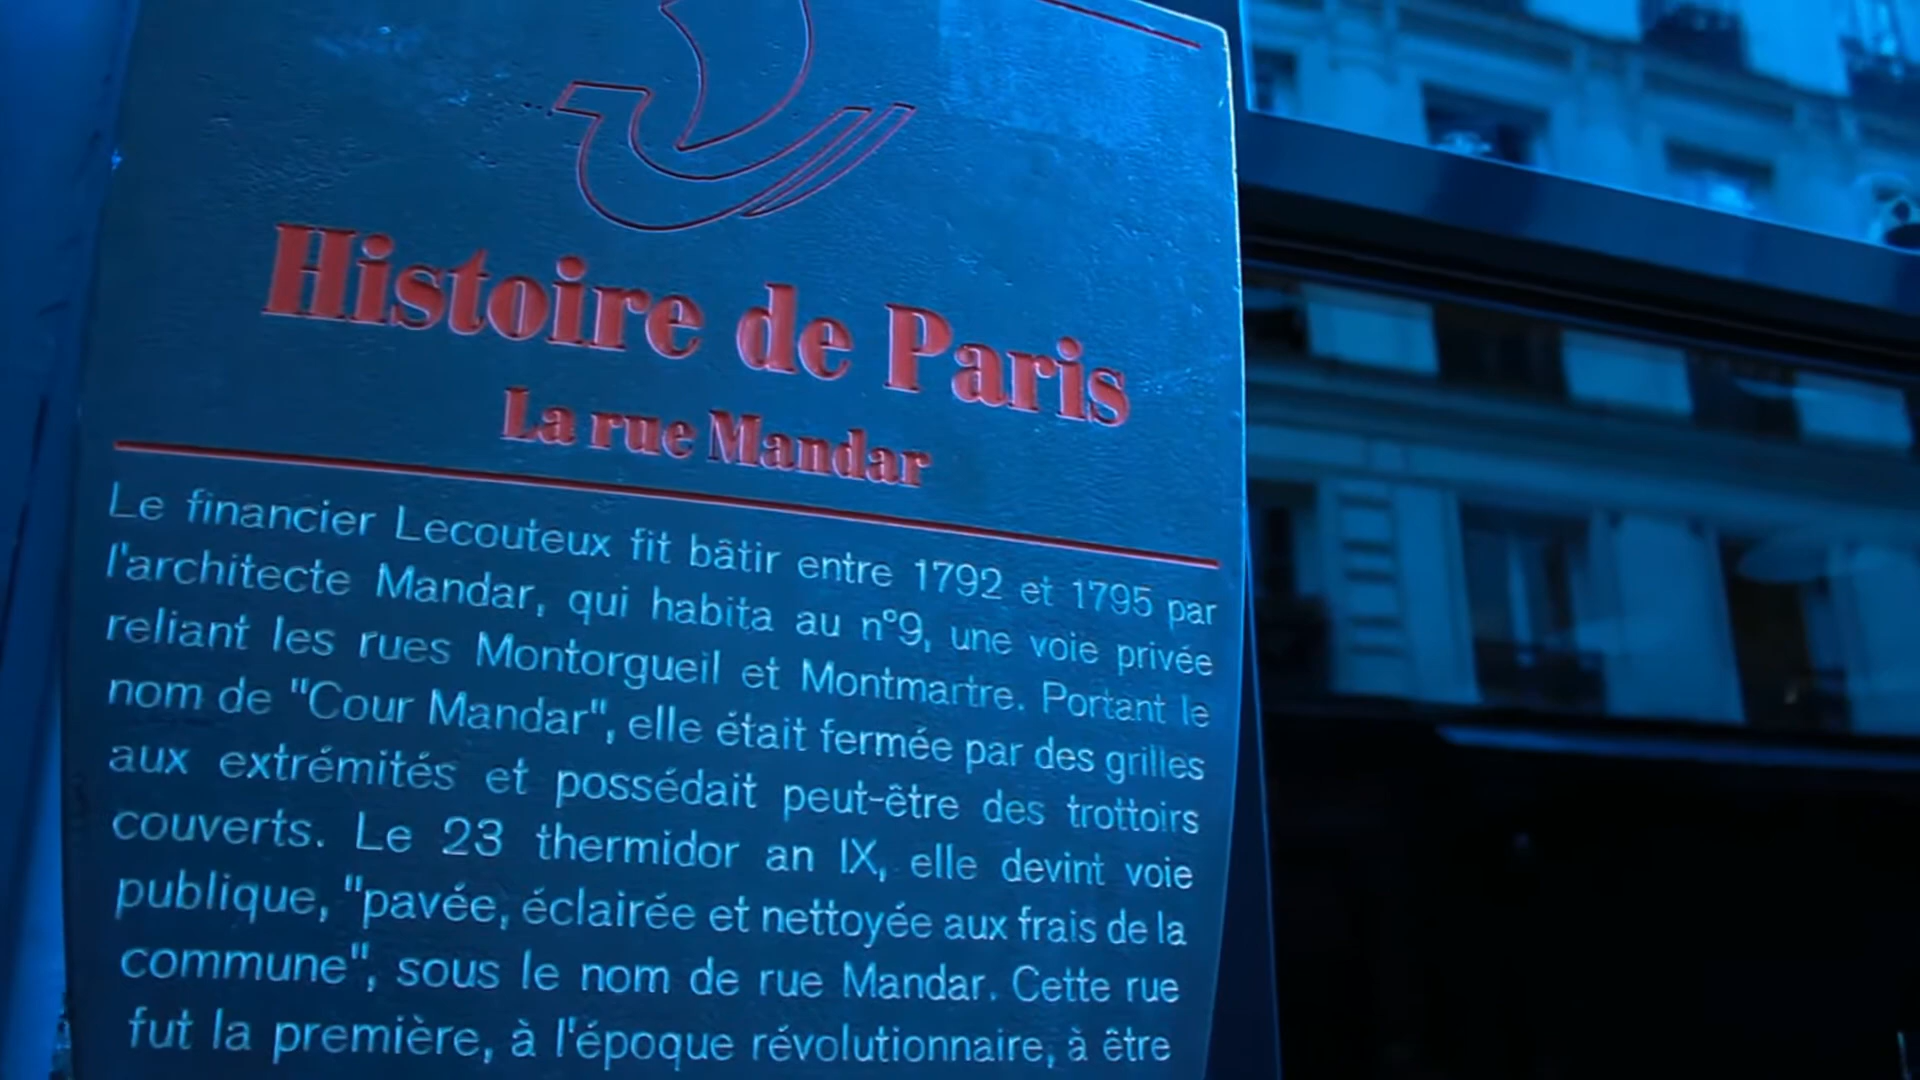 Histoire de Paris
La rue Mandar
Le financier Lecouteux fit bâtir entre 1792 et 1795 par
l'architecte Mandar, qui habita au n°9, une voie privée
reliant les rues Montorgueil et Montmartre. Portant le
nom de "Cour Mandar", elle était fermée par des grilles
aux extrémités et possédait peut-être des trottoirs
couverts. Le 23 thermidor an IX, elle devint voie
publique, "pavée, éclairée et nettoyée aux frais de la
commune", sous le nom de rue Mandar. Cette rue
fut la première, à l'époque révolutionnaire, à être